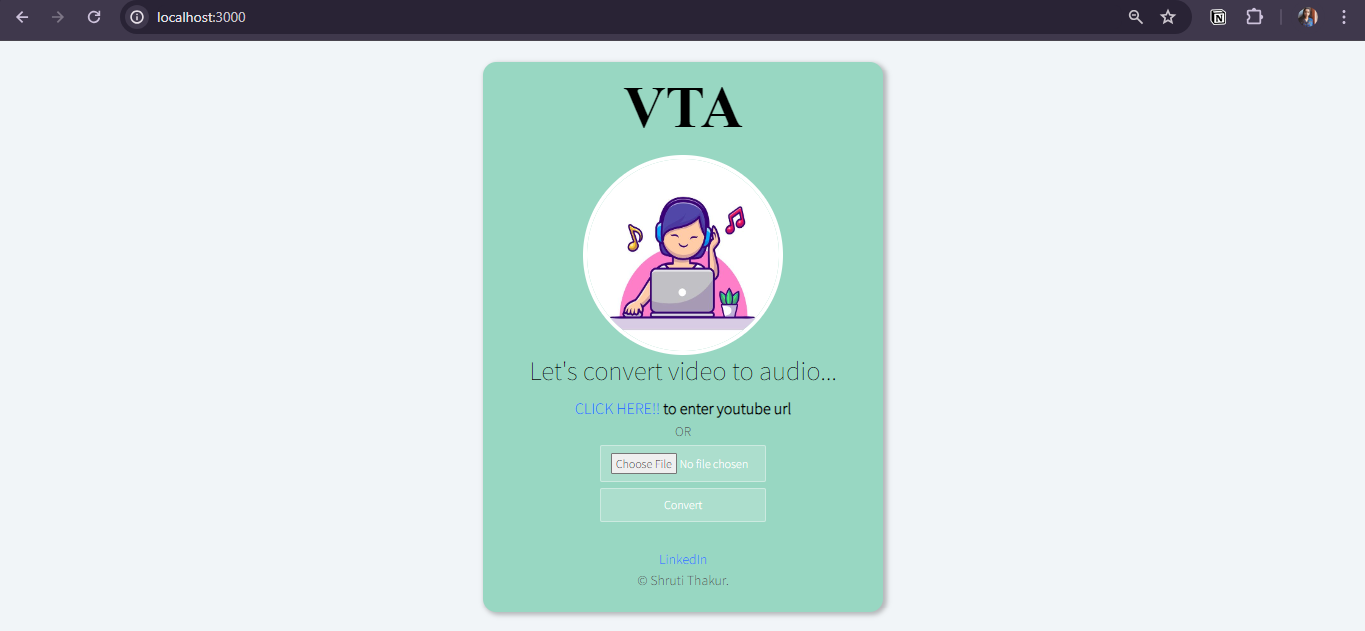 localhost:3000
VTA
Let's convert video to audio...
CLICK HERE!! to enter youtube url
OR
Choose File No file chosen
Convert
LinkedIn
© Shruti Thakur.